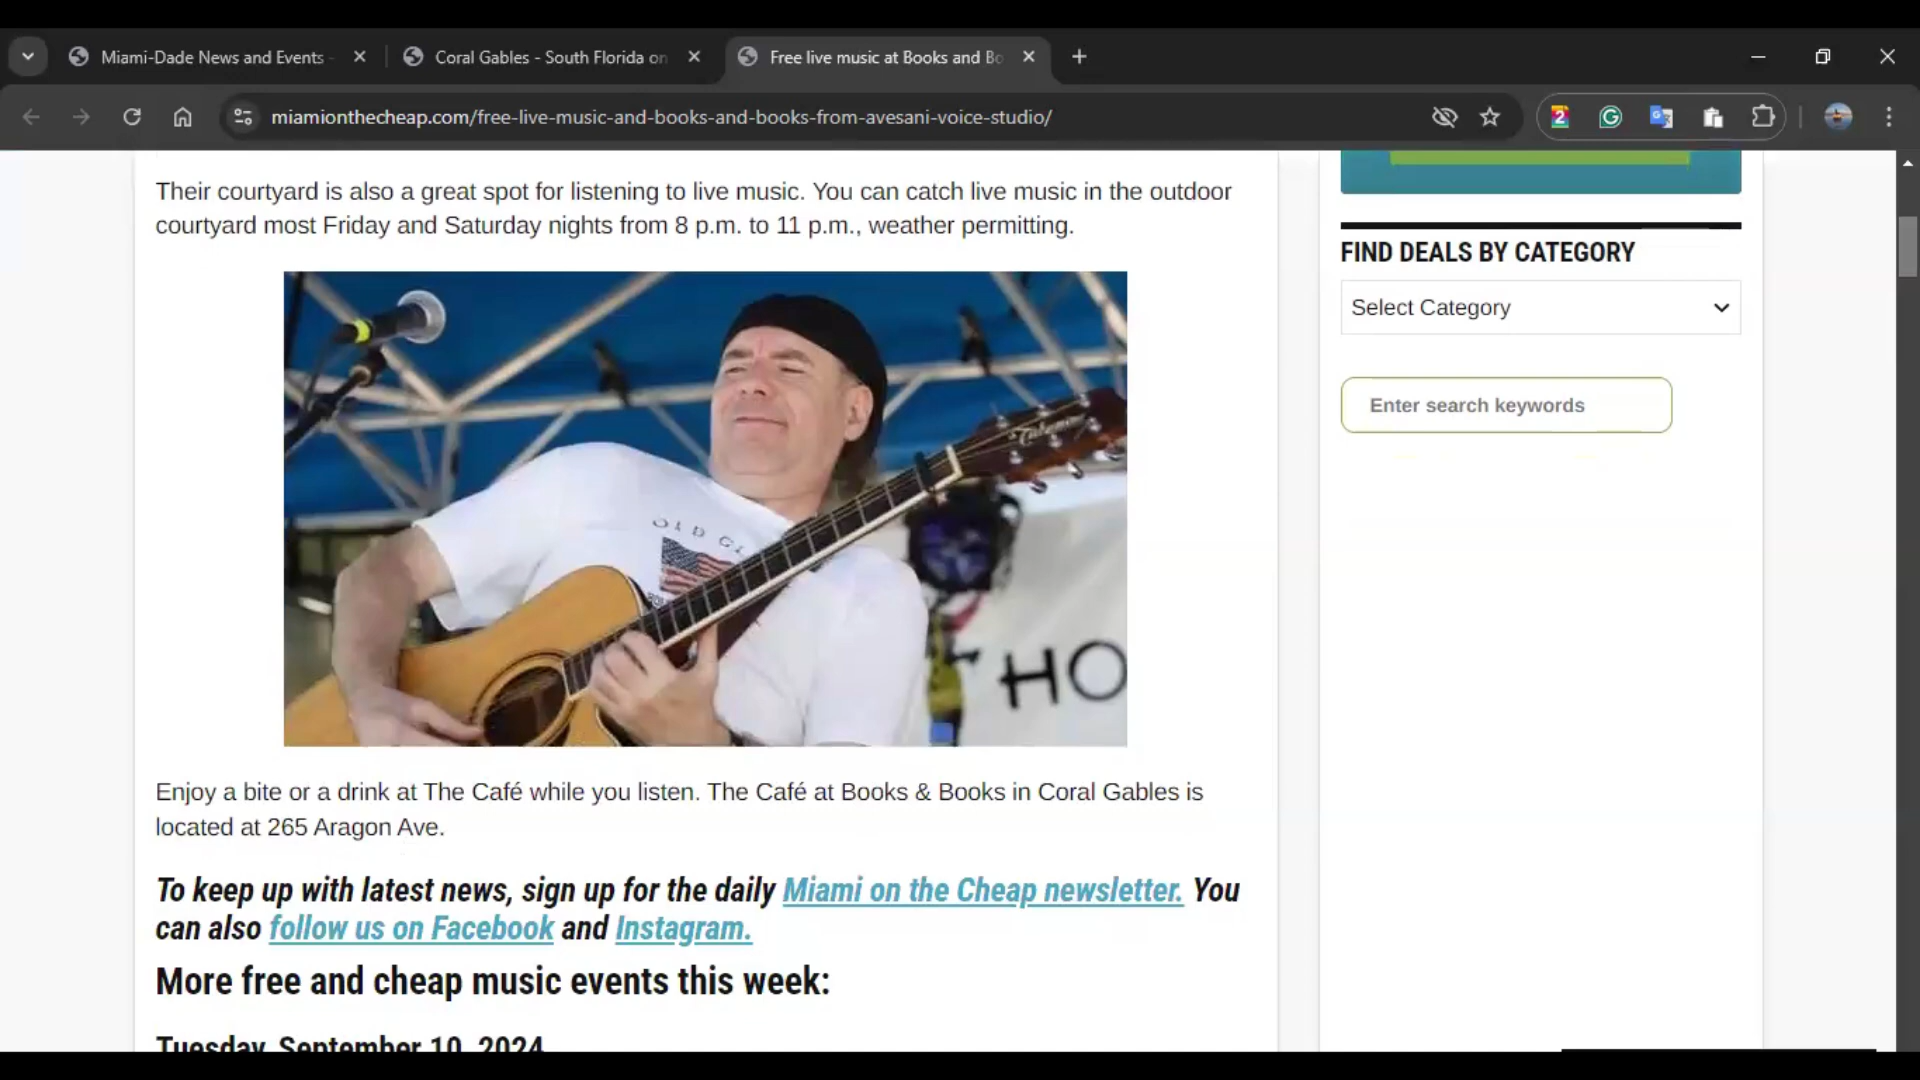 Miami-Dade News and Events -
Coral Gables - South Florida on
Free live music at Books and Bo
miamionthecheap.com/free-live-music-and-books-and-books-from-avesani-voice-studio/
Their courtyard is also a great spot for listening to live music. You can catch live music in the outdoor
courtyard most Friday and Saturday nights from 8 p.m. to 11 p.m., weather permitting.
FIND DEALS BY CATEGORY
Select Category
Enter search keywords
OLD GL
HO
Enjoy a bite or a drink at The Café while you listen. The Café at Books & Books in Coral Gables is
located at 265 Aragon Ave.
To keep up with latest news, sign up for the daily Miami on the Cheap newsletter. You
can also follow us on Facebook and Instagram.
More free and cheap music events this week:
Tuesday, September 10, 2024